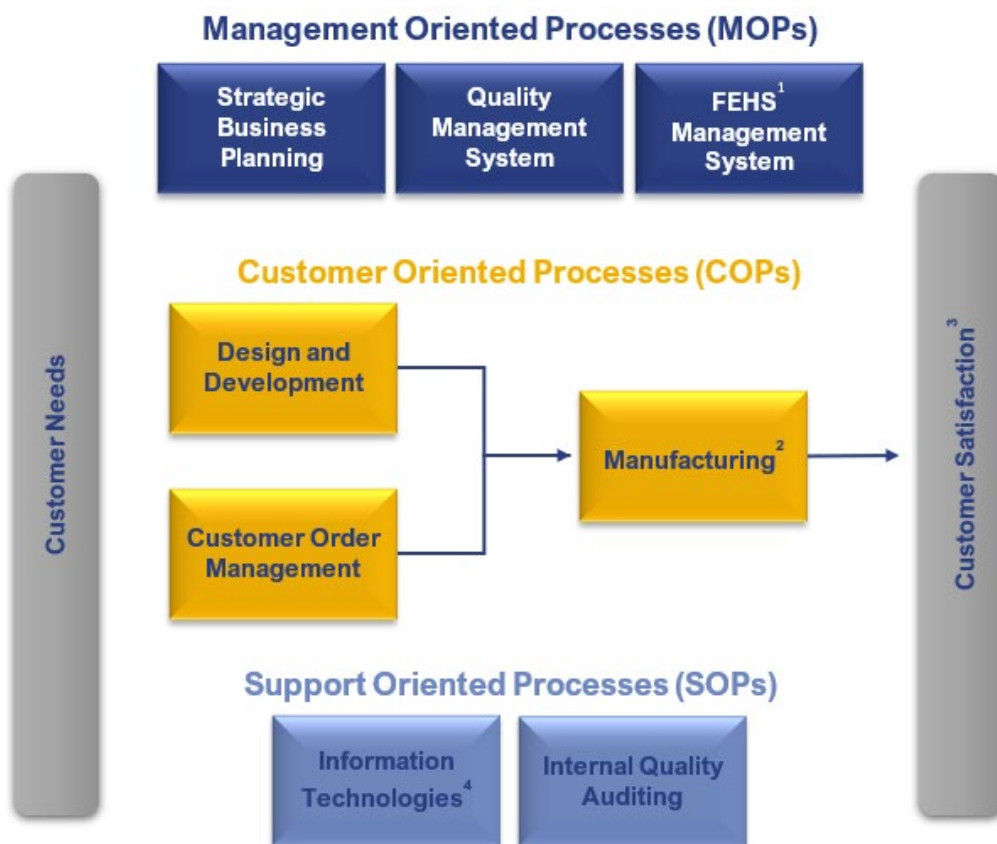 Management Oriented Processes (MOPs)
Strategic
Business
Planning
Quality
Management
System
FEHS¹
Management
System
Customer Needs
Customer Oriented Processes (COPs)
Design and
Development
Customer Order
Management
Manufacturing²
Customer Satisfaction³
Support Oriented Processes (SOPs)
Information
Technologies⁴
Internal Quality
Auditing